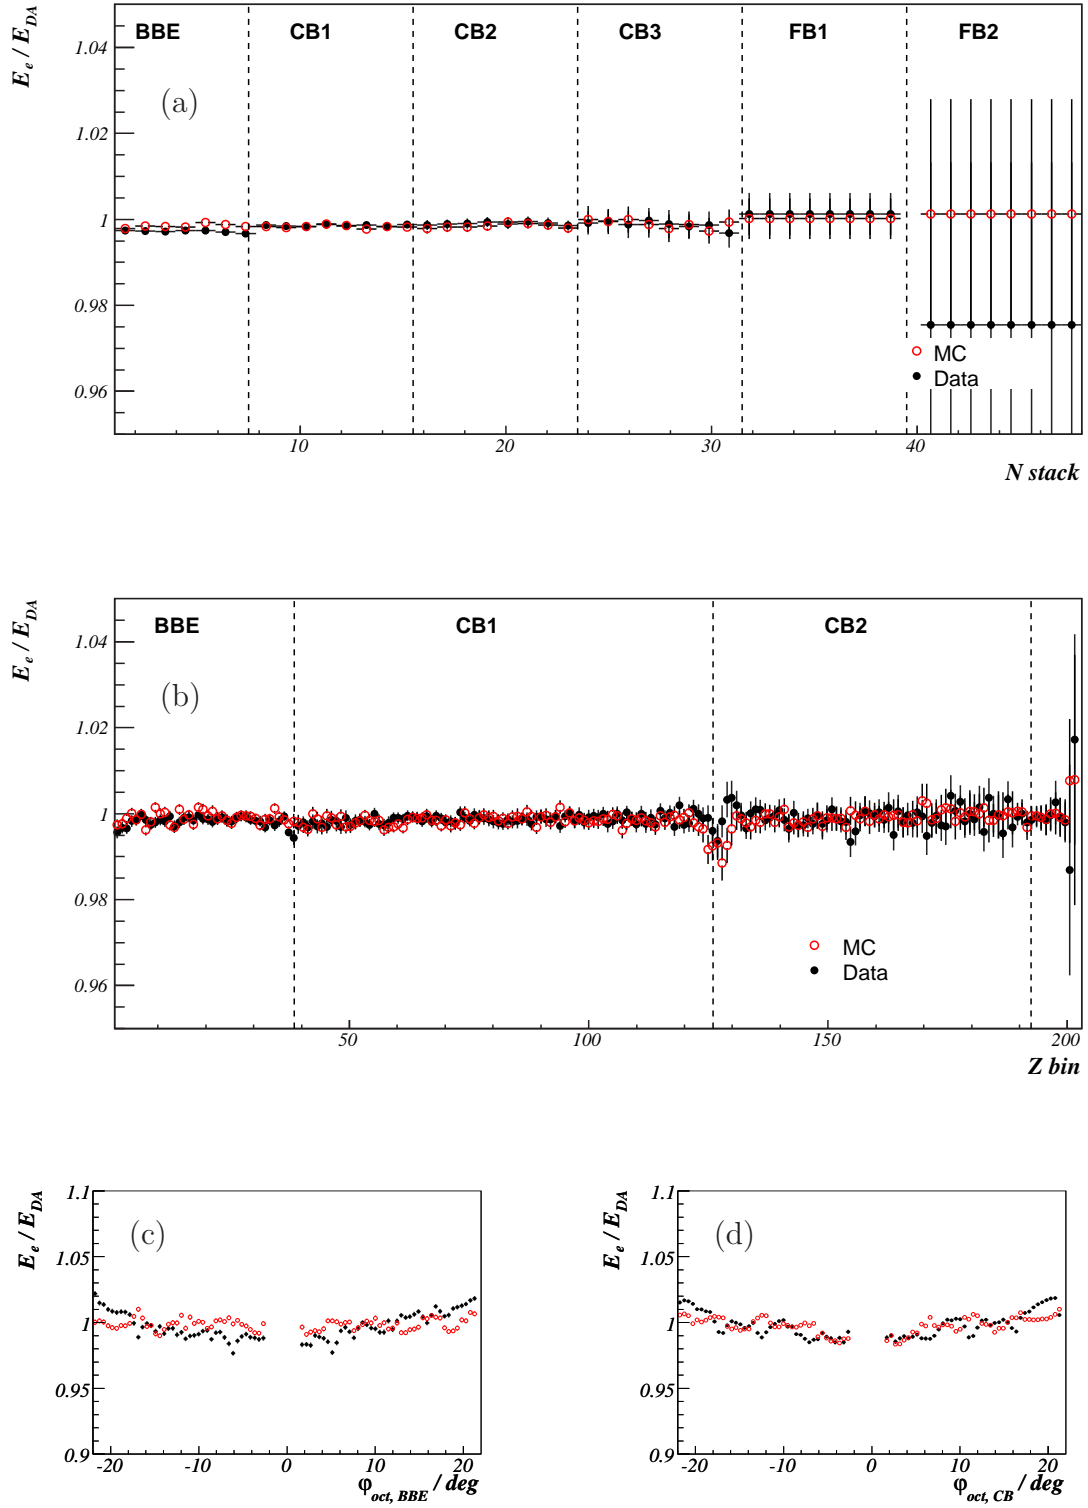 E_e / E_DA
BBE CB1 CB2 CB3 FB1 FB2
(a)
1.04
1.02
1
0.98
0.96
MC
Data
10 20 30 40
N stack
E_e / E_DA
BBE CB1 CB2
(b)
1.04
1.02
1
0.98
0.96
MC
Data
50 100 150 200
Z bin
E_e / E_DA
(c)
1.1
1.05
1
0.95
0.9
-20 -10 0 10 20
φ_oct, BBE / deg
E_e / E_DA
(d)
1.1
1.05
1
0.95
0.9
-20 -10 0 10 20
φ_oct, CB / deg